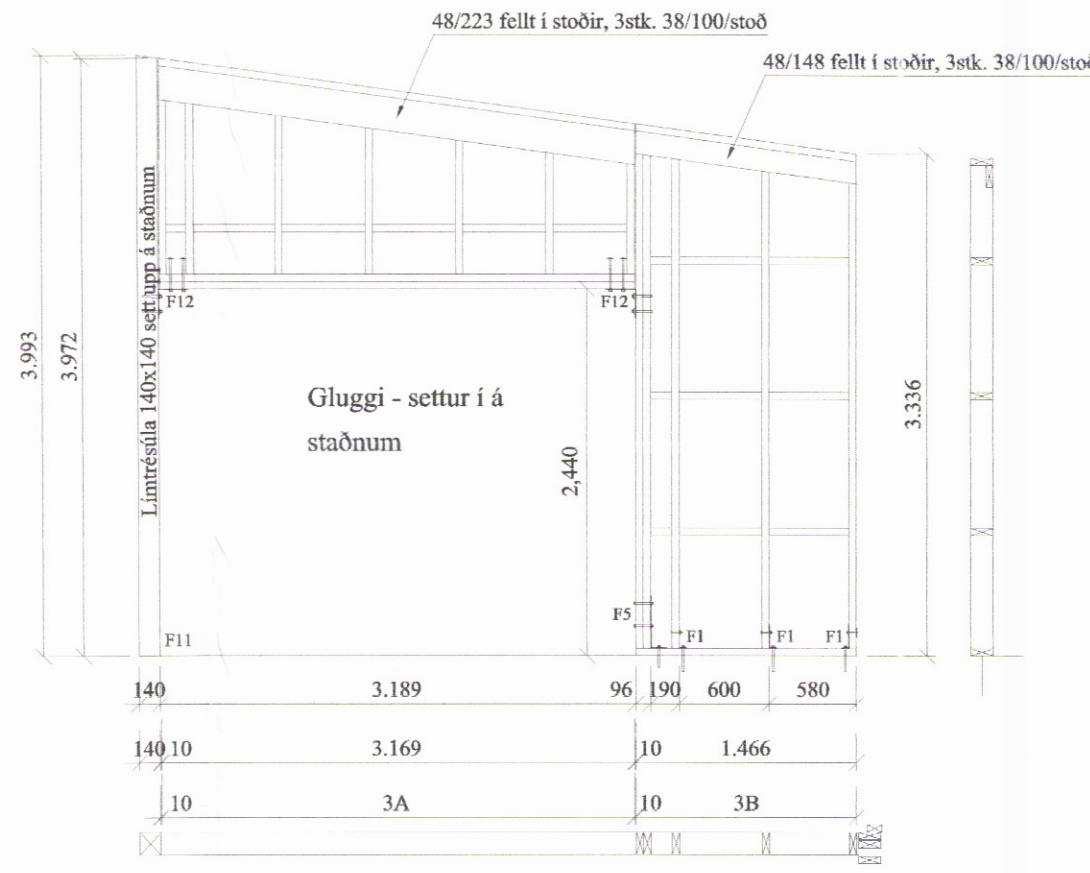 48/223 fellt í stoðir, 3stk. 38/100/stoð
48/148 fellt í stoðir, 3stk. 38/100/stoð
3.993
3.972
Límtrésúla 140x140 sett upp á staðnum
F12
F12
Gluggi - settur í á
staðnum
2,440
3.336
F11
F5
F1
F1
F1
140 3.189 96 190 600 580
140 10 3.169 10 1.466
10 3A 10 3B